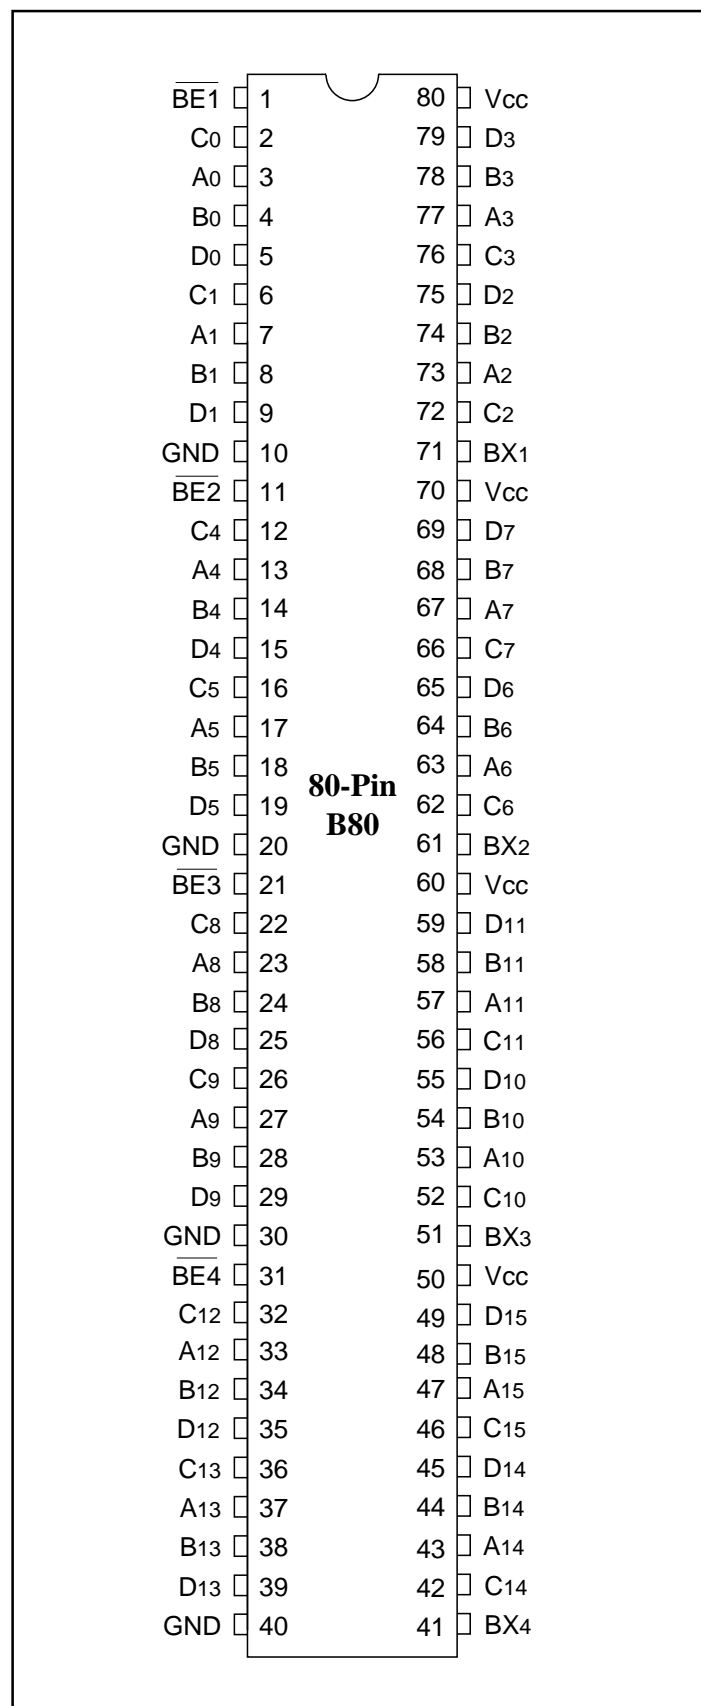 BE1 1 80 Vcc
C0 2 79 D3
A0 3 78 B3
B0 4 77 A3
D0 5 76 C3
C1 6 75 D2
A1 7 74 B2
B1 8 73 A2
D1 9 72 C2
GND 10 71 BX1
BE2 11 70 Vcc
C4 12 69 D7
A4 13 68 B7
B4 14 67 A7
D4 15 66 C7
C5 16 65 D6
A5 17 64 B6
B5 18 63 A6
80-Pin
D5 19 62 C6
B80
GND 20 61 BX2
BE3 21 60 Vcc
C8 22 59 D11
A8 23 58 B11
B8 24 57 A11
D8 25 56 C11
C9 26 55 D10
A9 27 54 B10
B9 28 53 A10
D9 29 52 C10
GND 30 51 BX3
BE4 31 50 Vcc
C12 32 49 D15
A12 33 48 B15
B12 34 47 A15
D12 35 46 C15
C13 36 45 D14
A13 37 44 B14
B13 38 43 A14
D13 39 42 C14
GND 40 41 BX4